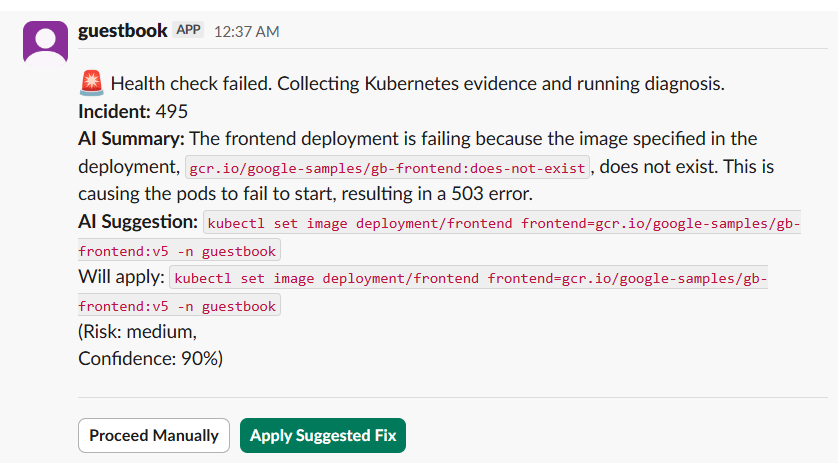 guestbook APP 12:37 AM
🚨 Health check failed. Collecting Kubernetes evidence and running diagnosis.
Incident: 495
AI Summary: The frontend deployment is failing because the image specified in the
deployment, gcr.io/google-samples/gb-frontend:does-not-exist, does not exist. This is
causing the pods to fail to start, resulting in a 503 error.
AI Suggestion: kubectl set image deployment/frontend frontend=gcr.io/google-samples/gb-
frontend:v5 -n guestbook
Will apply: kubectl set image deployment/frontend frontend=gcr.io/google-samples/gb-
frontend:v5 -n guestbook
(Risk: medium,
Confidence: 90%)
Proceed Manually Apply Suggested Fix